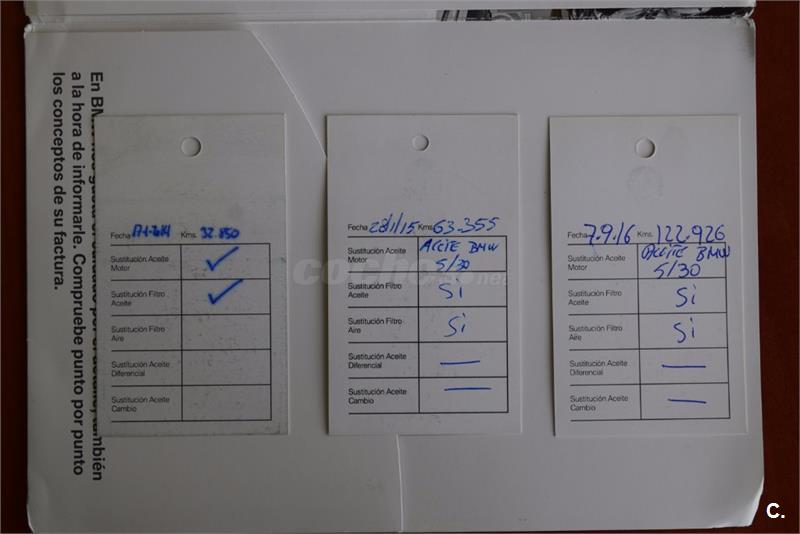 En BM
a la hora de informarle. Compruebe punto por punto
los conceptos de su factura.
también
Fecha 17-1-2014 Kms. 32.850
Sustitución Aceite Motor ✓
Sustitución Filtro Aceite ✓
Sustitución Filtro Aire
Sustitución Aceite Diferencial
Sustitución Aceite Cambio
Fecha 28/1/15 Kms 63.355
Sustitución Aceite Motor ACEITE BMW 5/30
Sustitución Filtro Aceite Si
Sustitución Filtro Aire Si
Sustitución Aceite Diferencial —
Sustitución Aceite Cambio —
Fecha 7.9.16 Kms. 122.926
Sustitución Aceite Motor ACEITE BMW 5/30
Sustitución Filtro Aceite Si
Sustitución Filtro Aire Si
Sustitución Aceite Diferencial —
Sustitución Aceite Cambio —
coches.net
C.